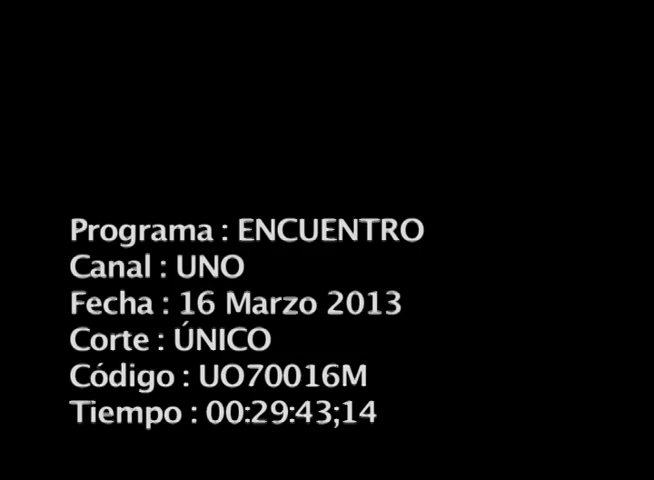 Programa : ENCUENTRO
Canal : UNO
Fecha : 16 Marzo 2013
Corte : ÚNICO
Código : UO70016M
Tiempo : 00:29:43;14